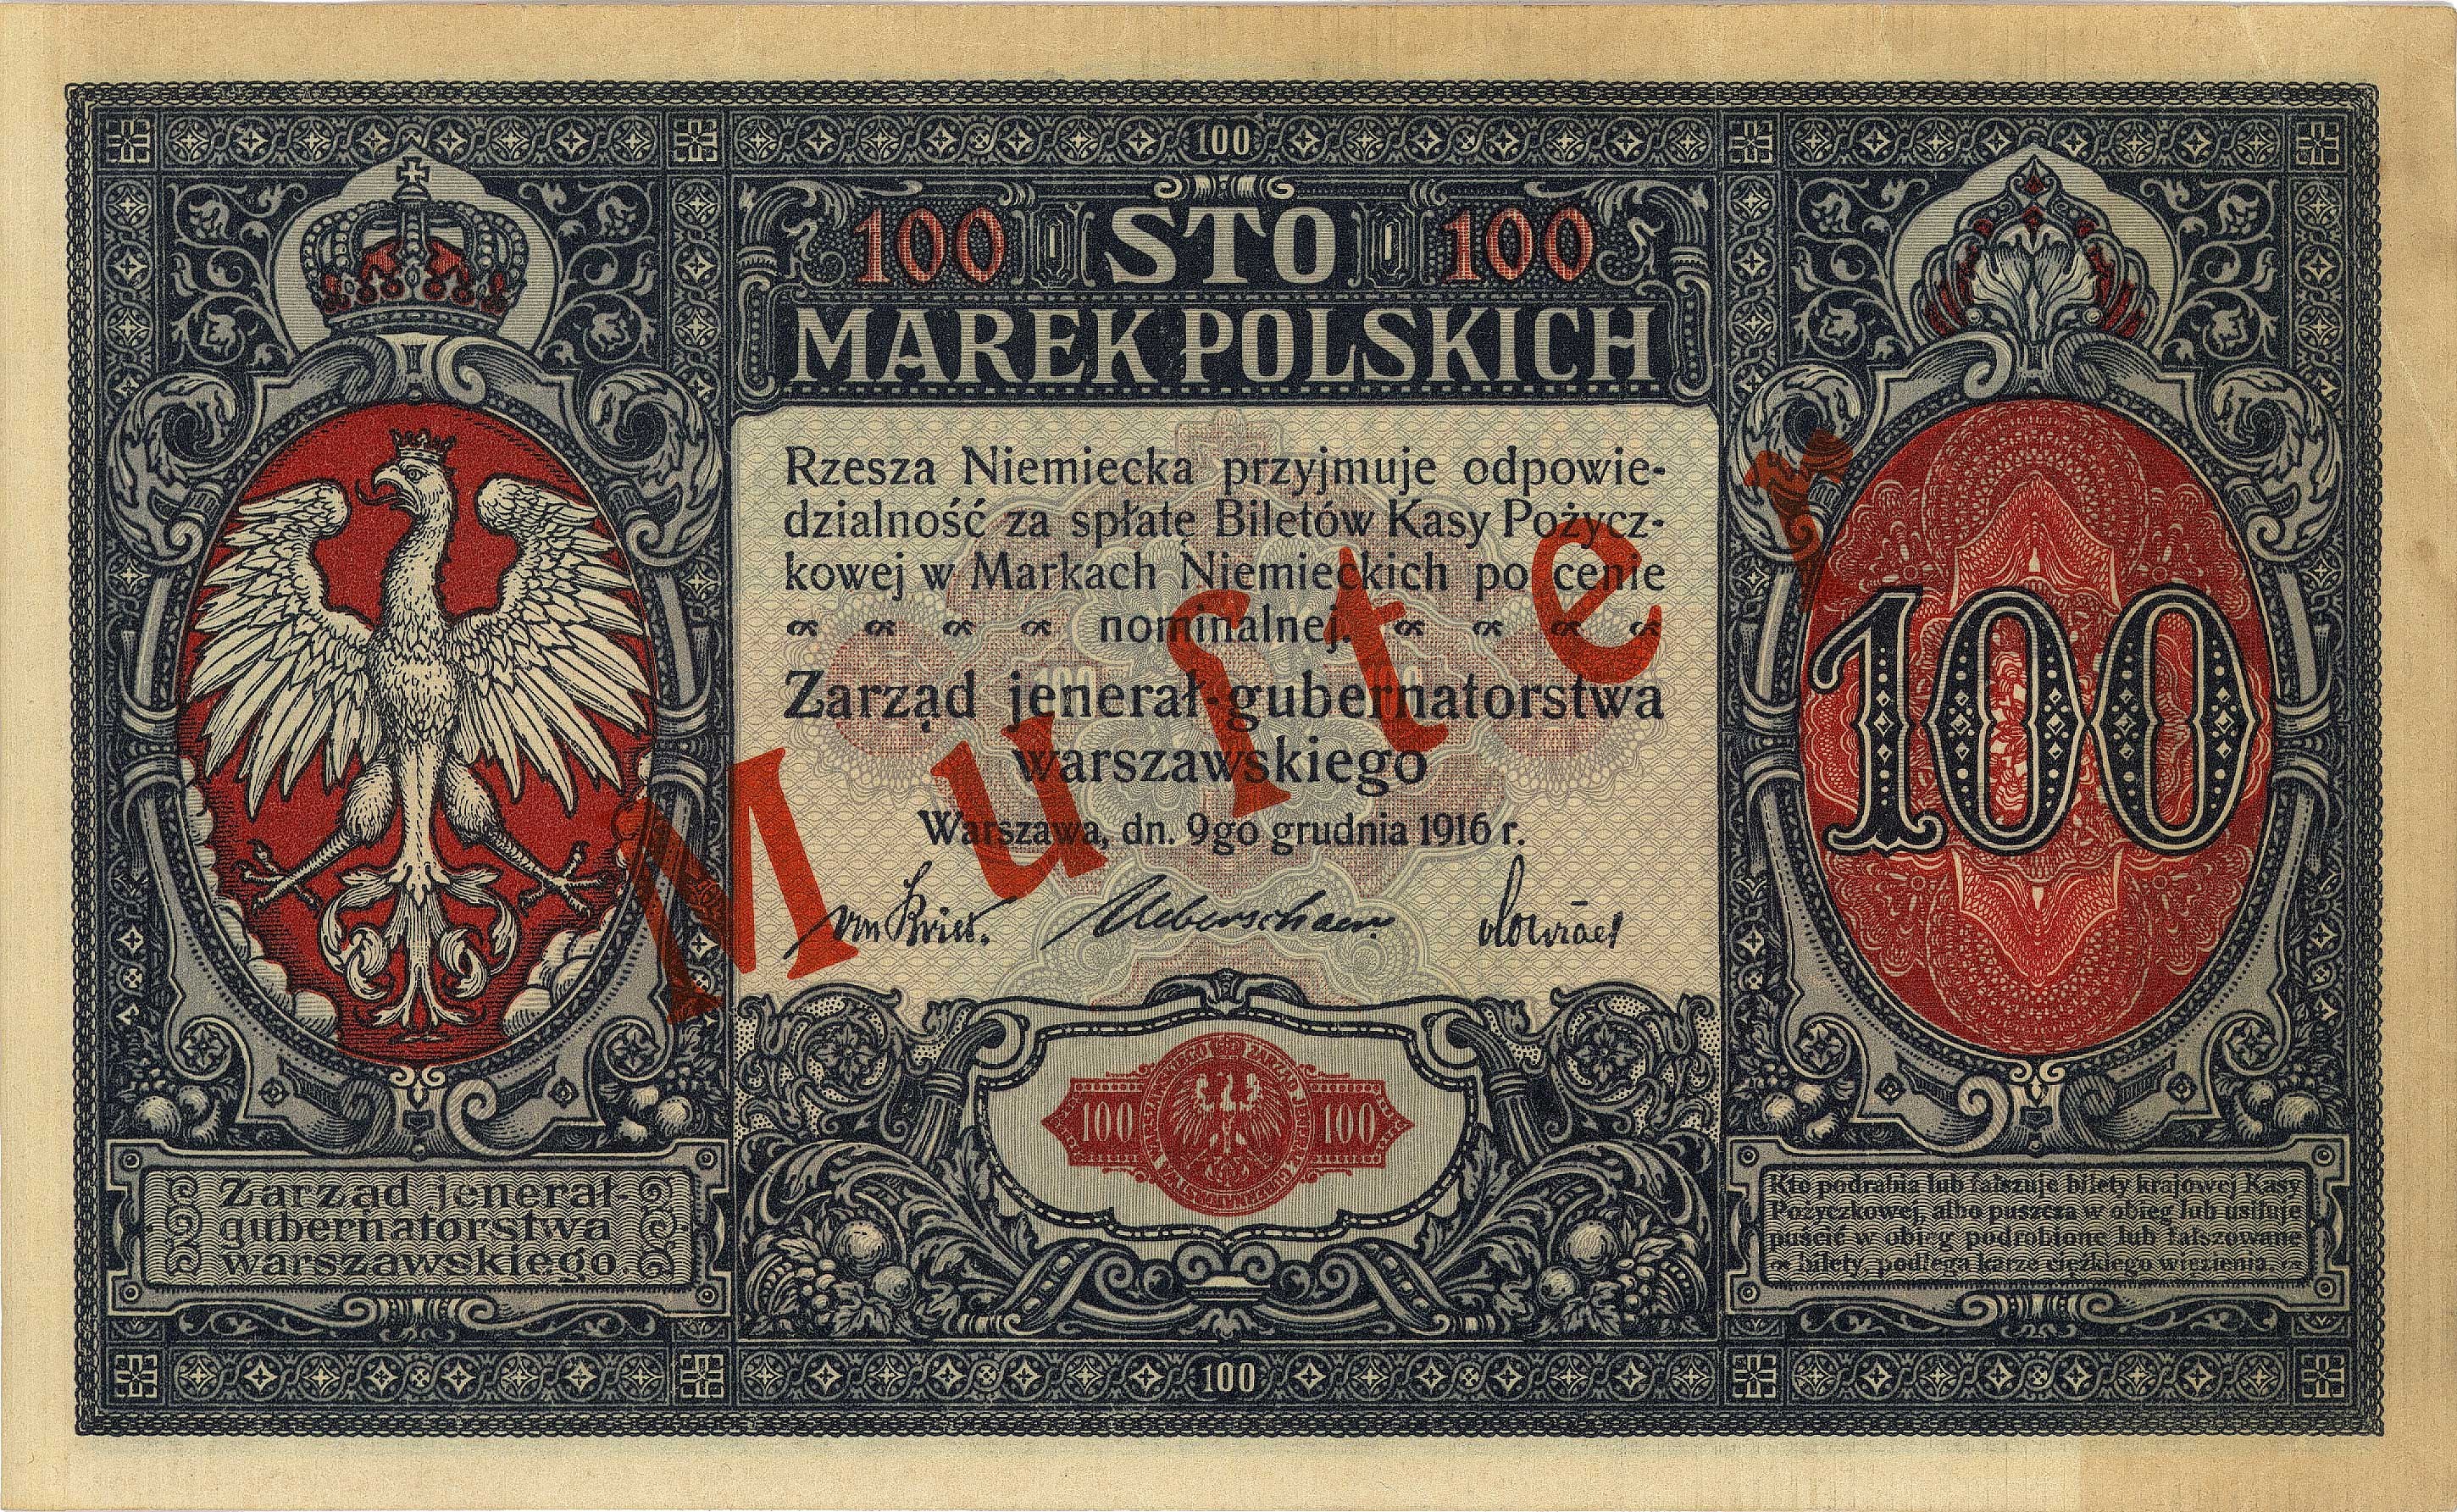 100
100 STO 100
MAREK POLSKICH
Rzesza Niemiecka przyjmuje odpowie-
dzialność za spłatę Biletów Kasy Pożycz-
kowej w Markach Niemieckich po cenie
nominalnej.
Zarząd jenerał-gubernatorstwa
warszawskiego
Warszawa, dn. 9go grudnia 1916 r.
Muſter
100
100 100
Zarząd jenerał-
gubernatorstwa
warszawskiego.
Kto podrabia lub fałszuje bilety krajowej Kasy
Pożyczkowej, albo puszcza w obieg lub usiłuje
puścić w obieg podrobione lub fałszowane
bilety, podlega karze ciężkiego więzienia.
100